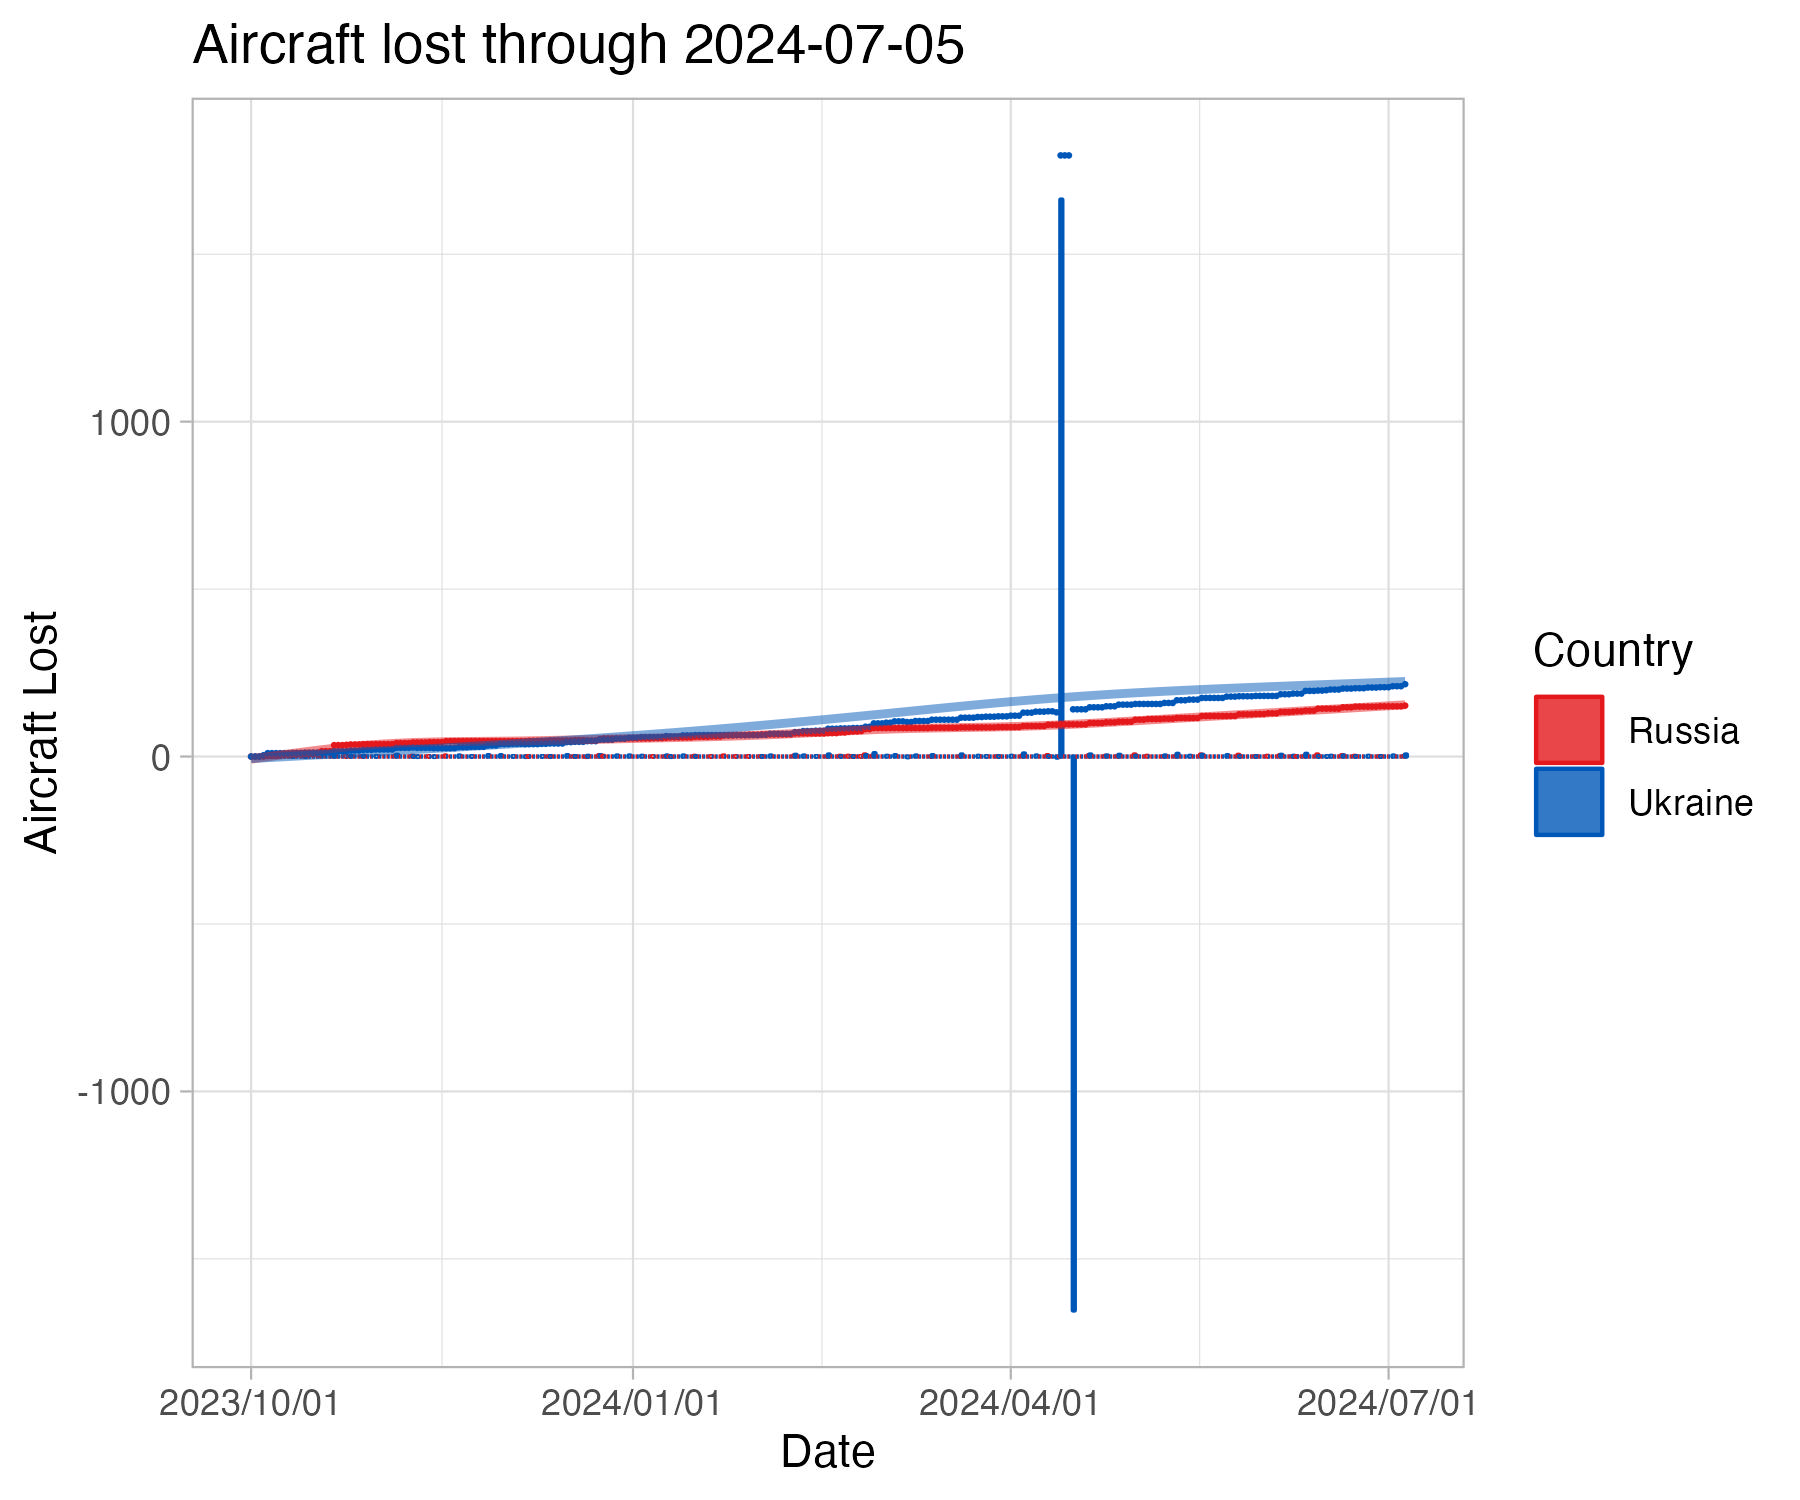 Aircraft lost through 2024-07-05
Aircraft Lost
1000
0
-1000
2023/10/01
2024/01/01
2024/04/01
2024/07/01
Date
Country
Russia
Ukraine